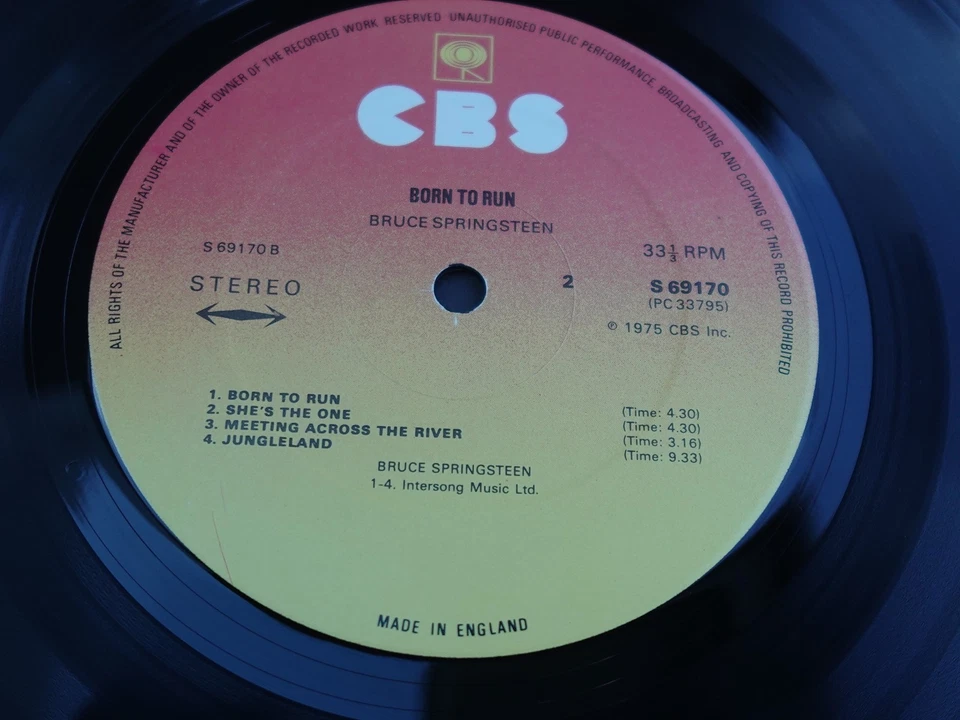 ALL RIGHTS OF THE MANUFACTURER AND OF THE OWNER OF THE RECORDED WORK RESERVED UNAUTHORISED PUBLIC PERFORMANCE, BROADCASTING AND COPYING OF THIS RECORD PROHIBITED
CBS
BORN TO RUN
BRUCE SPRINGSTEEN
S 69170 B
33⅓ RPM
STEREO
2
S 69170
(PC 33795)
℗ 1975 CBS Inc.
1. BORN TO RUN (Time: 4.30)
2. SHE'S THE ONE (Time: 4.30)
3. MEETING ACROSS THE RIVER (Time: 3.16)
4. JUNGLELAND (Time: 9.33)
BRUCE SPRINGSTEEN
1-4. Intersong Music Ltd.
MADE IN ENGLAND